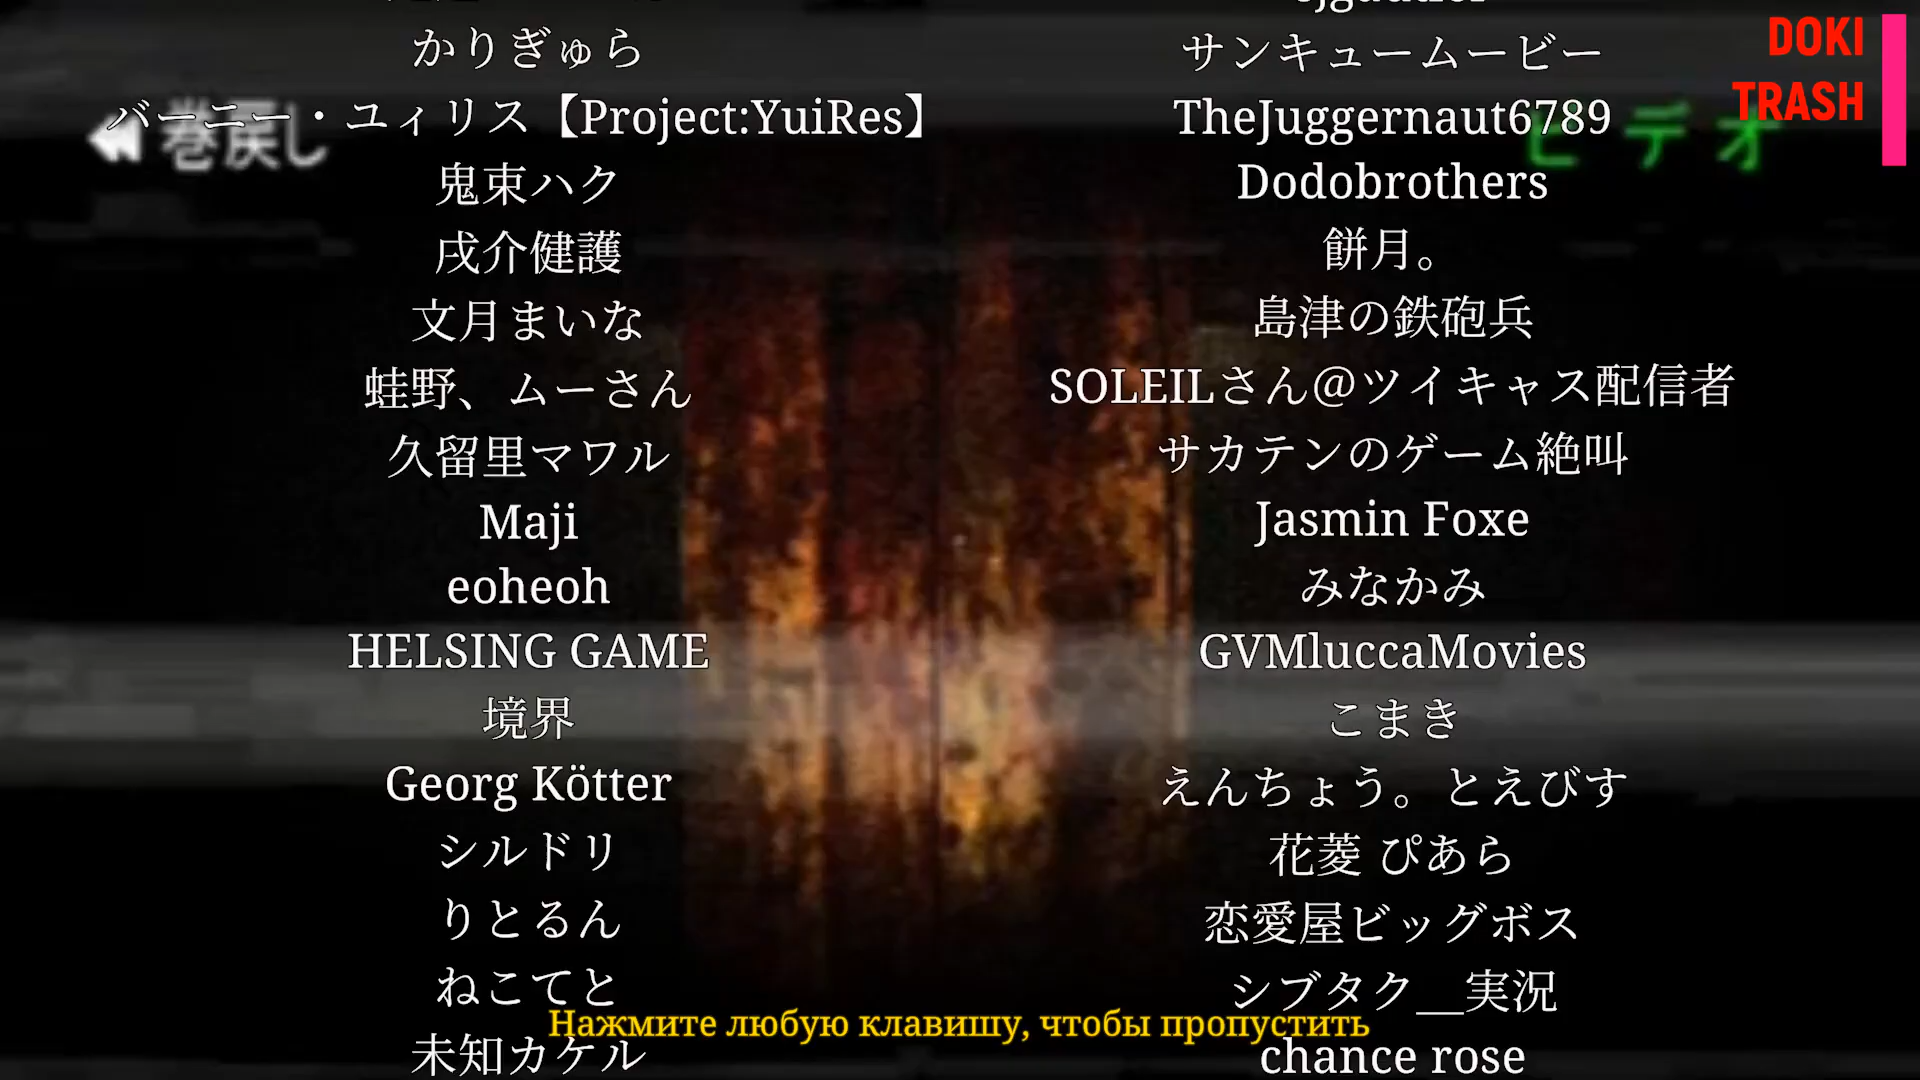 かりぎゅら
バーニー・ユィリス【Project:YuiRes】
鬼束ハク
戌介健護
文月まいな
蛙野、ムーさん
久留里マワル
Maji
eoheoh
HELSING GAME
境界
Georg Kötter
シルドリ
りとるん
ねこてと
未知カケル
サンキュームービー
TheJuggernaut6789
Dodobrothers
餅月。
島津の鉄砲兵
SOLEILさん@ツイキャス配信者
サカテンのゲーム絶叫
Jasmin Foxe
みなかみ
GVMluccaMovies
こまき
えんちょう。とえびす
花菱 ぴあら
恋愛屋ビッグボス
シブタク__実況
chance rose
巻戻し
ビデオ
DOKI
TRASH
Нажмите любую клавишу, чтобы пропустить